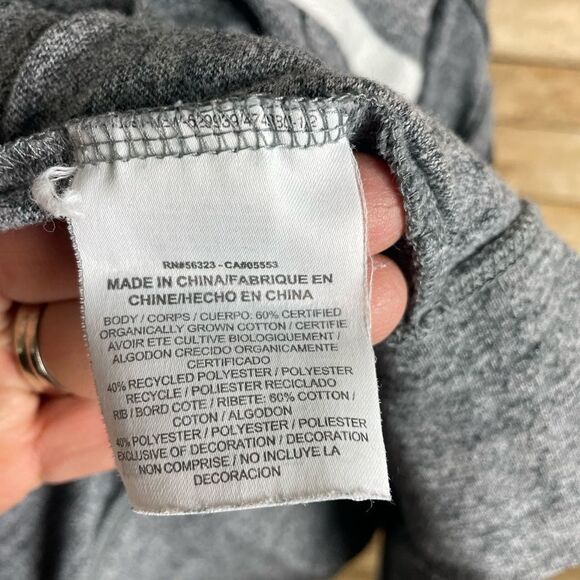 RN#56323 - CA#05553
MADE IN CHINA/FABRIQUE EN
CHINE/HECHO EN CHINA
BODY / CORPS / CUERPO: 60% CERTIFIED
ORGANICALLY GROWN COTTON / CERTIFIE
AVOIR ETE CULTIVE BIOLOGIQUEMENT /
ALGODON CRECIDO ORGANICAMENTE
CERTIFICADO
40% RECYCLED POLYESTER / POLYESTER
RECYCLE / POLIESTER RECICLADO
RIB / BORD COTE / RIBETE: 60% COTTON /
COTON / ALGODON
40% POLYESTER / POLYESTER / POLIESTER
EXCLUSIVE OF DECORATION / DECORATION
NON COMPRISE / NO INCLUYE LA
DECORACION